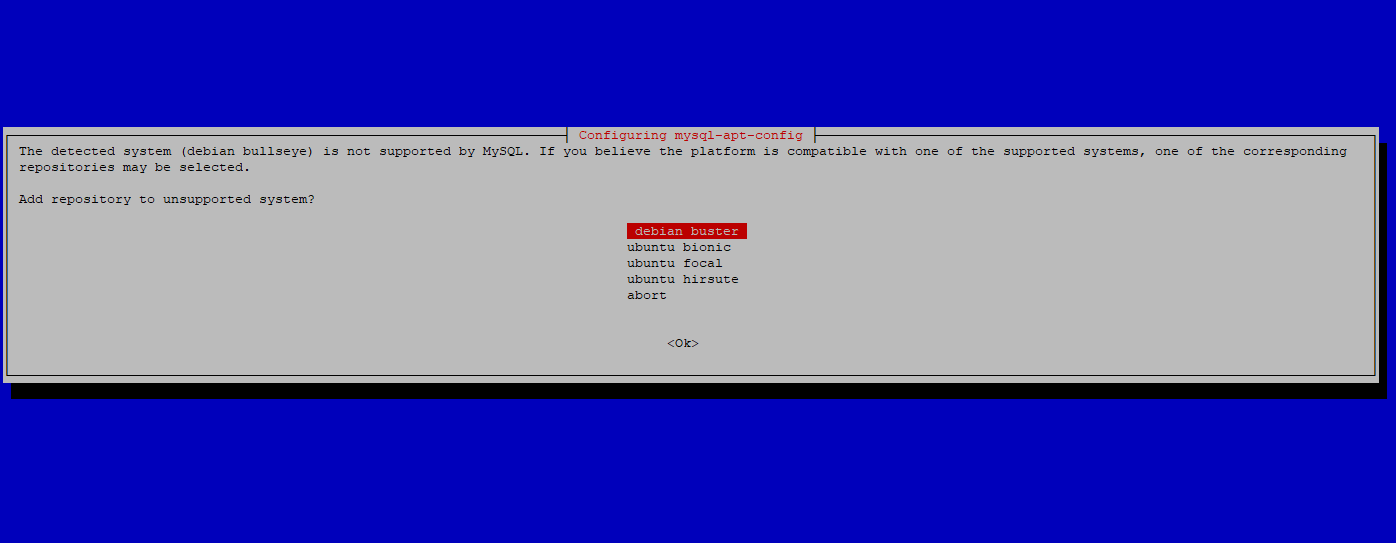 Configuring mysql-apt-config
The detected system (debian bullseye) is not supported by MySQL. If you believe the platform is compatible with one of the supported systems, one of the corresponding
repositories may be selected.
Add repository to unsupported system?
debian buster
ubuntu bionic
ubuntu focal
ubuntu hirsute
abort
<Ok>